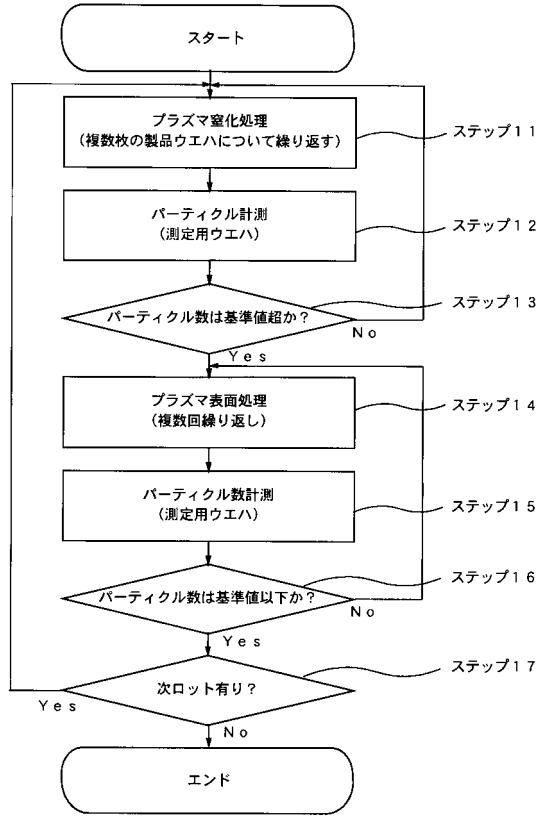 スタート
プラズマ窒化処理
(複数枚の製品ウエハについて繰り返す)
ステップ11
パーティクル計測
(測定用ウエハ)
ステップ12
パーティクル数は基準値超か?
ステップ13
No
Yes
プラズマ表面処理
(複数回繰り返し)
ステップ14
パーティクル数計測
(測定用ウエハ)
ステップ15
パーティクル数は基準値以下か?
ステップ16
No
Yes
次ロット有り?
ステップ17
Yes
No
エンド